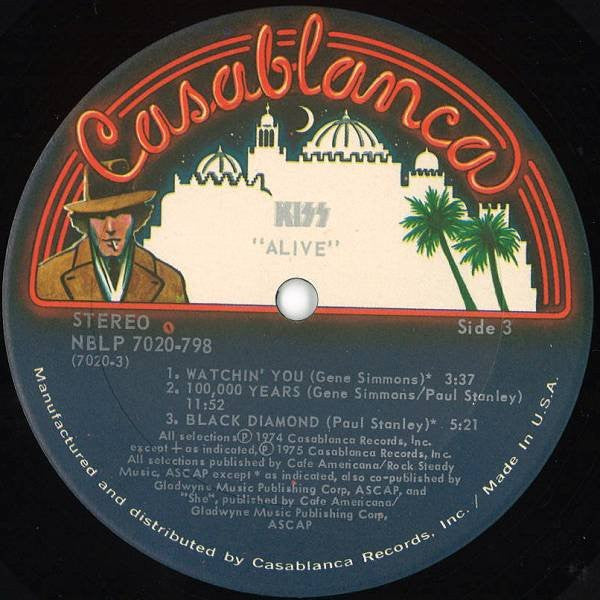 Casablanca
KISS
"ALIVE"
STEREO
Side 3
NBLP 7020-798
(7020-3)
1. WATCHIN' YOU (Gene Simmons)* 3:37
2. 100,000 YEARS (Gene Simmons/Paul Stanley)
11:52
3. BLACK DIAMOND (Paul Stanley)* 5:21
All selections Ⓟ 1974 Casablanca Records, Inc.
except + as indicated, Ⓟ 1975 Casablanca Records, Inc.
All selections published by Cafe Americana/Rock Steady
Music, ASCAP except * as indicated, also co-published by
Gladwyne Music Publishing Corp, ASCAP, and
"She", published by Cafe Americana/
Gladwyne Music Publishing Corp,
ASCAP
Manufactured and distributed by Casablanca Records, Inc. / Made In U.S.A.